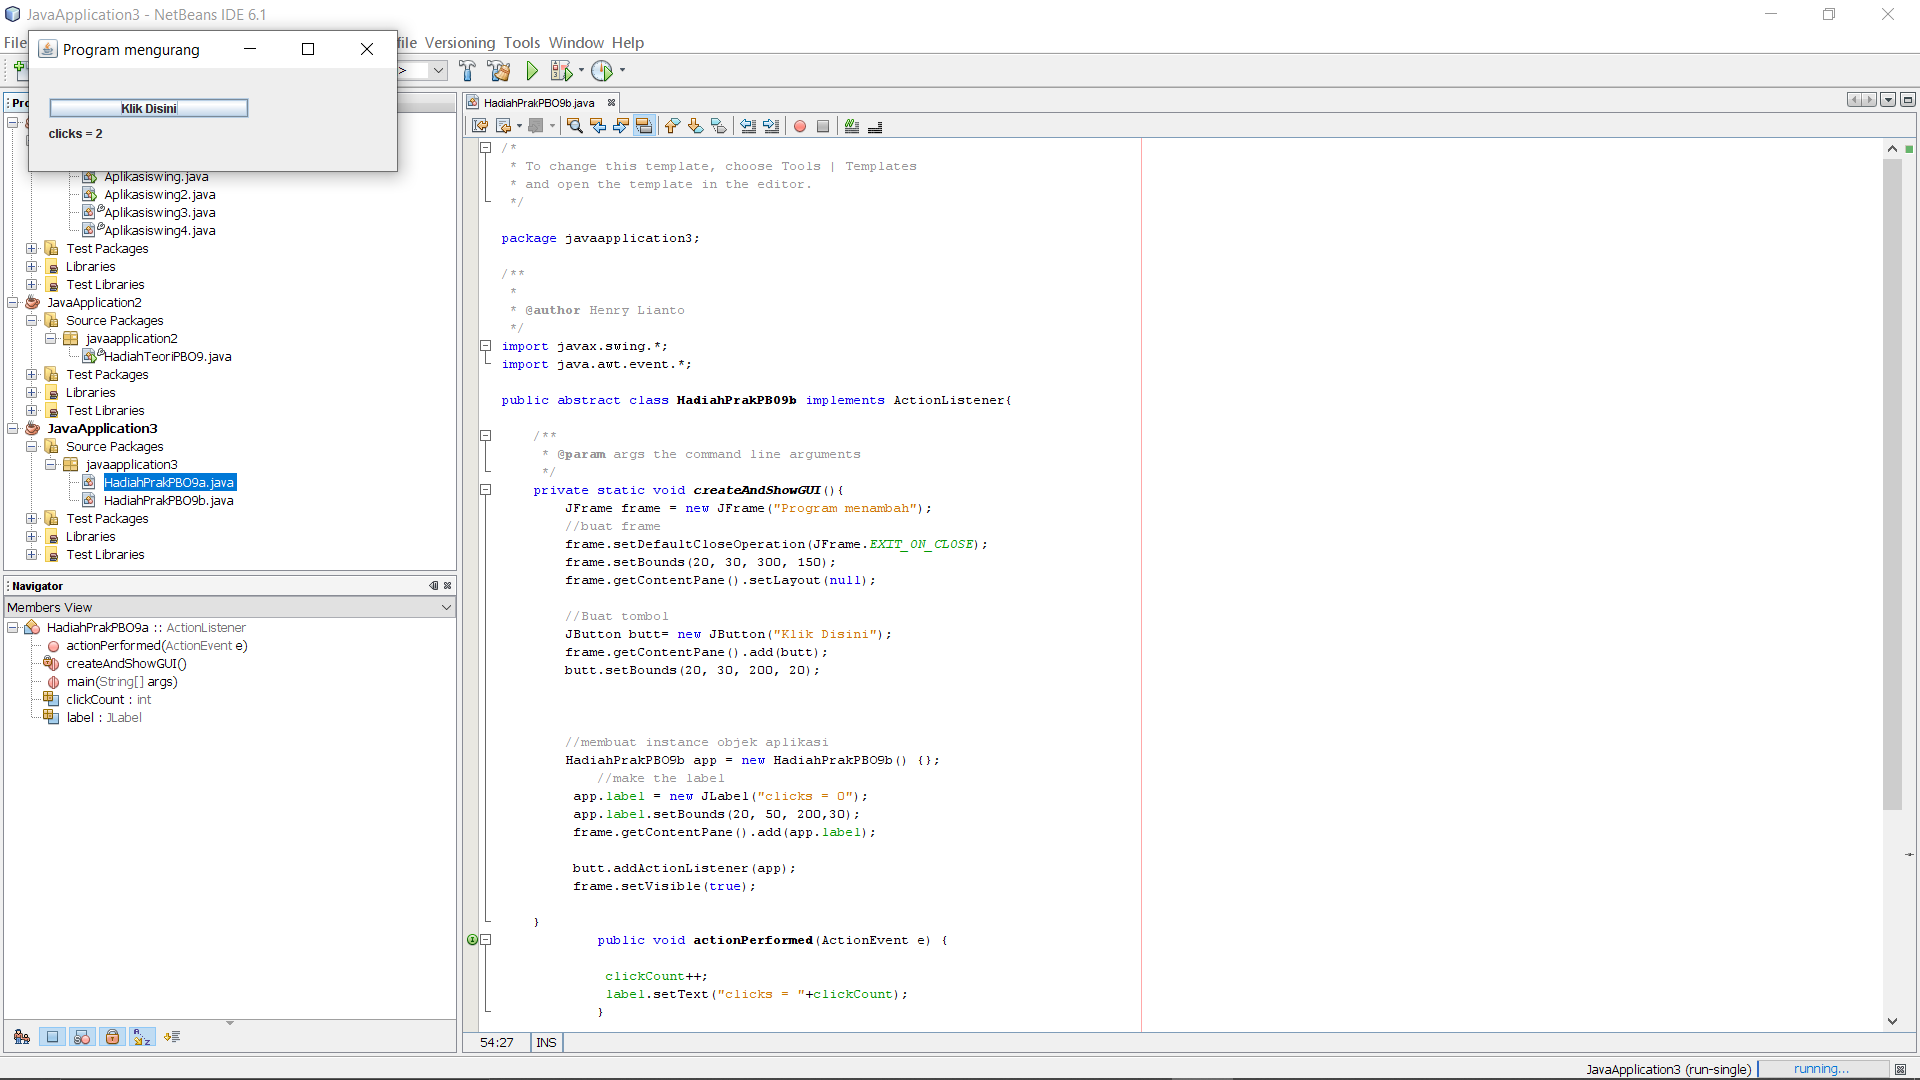 JavaApplication3 - NetBeans IDE 6.1
File
file Versioning Tools Window Help
Program mengurang
Klik Disini
clicks = 2
Pro
Aplikasiswing.java
Aplikasiswing2.java
Aplikasiswing3.java
Aplikasiswing4.java
Test Packages
Libraries
Test Libraries
JavaApplication2
Source Packages
javaapplication2
HadiahTeoriPBO9.java
Test Packages
Libraries
Test Libraries
JavaApplication3
Source Packages
javaapplication3
HadiahPrakPBO9a.java
HadiahPrakPBO9b.java
Test Packages
Libraries
Test Libraries
Navigator
Members View
HadiahPrakPBO9a :: ActionListener
actionPerformed(ActionEvent e)
createAndShowGUI()
main(String[] args)
clickCount : int
label : JLabel
HadiahPrakPBO9b.java
/*
* To change this template, choose Tools | Templates
* and open the template in the editor.
*/
package javaapplication3;
/**
*
* @author Henry Lianto
*/
import javax.swing.*;
import java.awt.event.*;
public abstract class HadiahPrakPBO9b implements ActionListener{
/**
* @param args the command line arguments
*/
private static void createAndShowGUI(){
JFrame frame = new JFrame("Program menambah");
//buat frame
frame.setDefaultCloseOperation(JFrame.EXIT_ON_CLOSE);
frame.setBounds(20, 30, 300, 150);
frame.getContentPane().setLayout(null);
//Buat tombol
JButton butt= new JButton("Klik Disini");
frame.getContentPane().add(butt);
butt.setBounds(20, 30, 200, 20);
//membuat instance objek aplikasi
HadiahPrakPBO9b app = new HadiahPrakPBO9b() {};
//make the label
app.label = new JLabel("clicks = 0");
app.label.setBounds(20, 50, 200,30);
frame.getContentPane().add(app.label);
butt.addActionListener(app);
frame.setVisible(true);
}
public void actionPerformed(ActionEvent e) {
clickCount++;
label.setText("clicks = "+clickCount);
}
54:27 INS
JavaApplication3 (run-single) running...